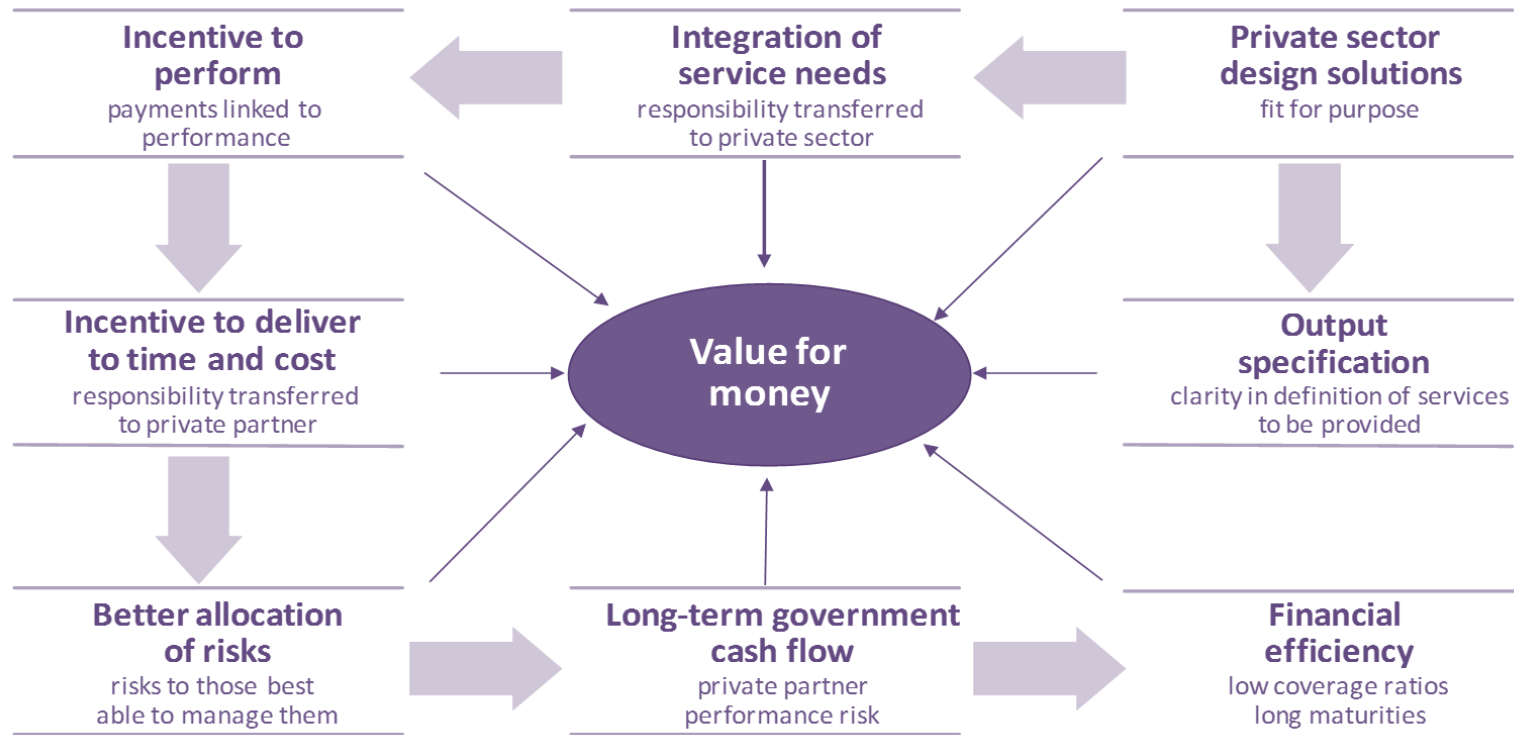 Incentive to
perform
payments linked to
performance
Integration of
service needs
responsibility transferred
to private sector
Private sector
design solutions
fit for purpose
Incentive to deliver
to time and cost
responsibility transferred
to private partner
Value for
money
Output
specification
clarity in definition of services
to be provided
Better allocation
of risks
risks to those best
able to manage them
Long-term government
cash flow
private partner
performance risk
Financial
efficiency
low coverage ratios
long maturities